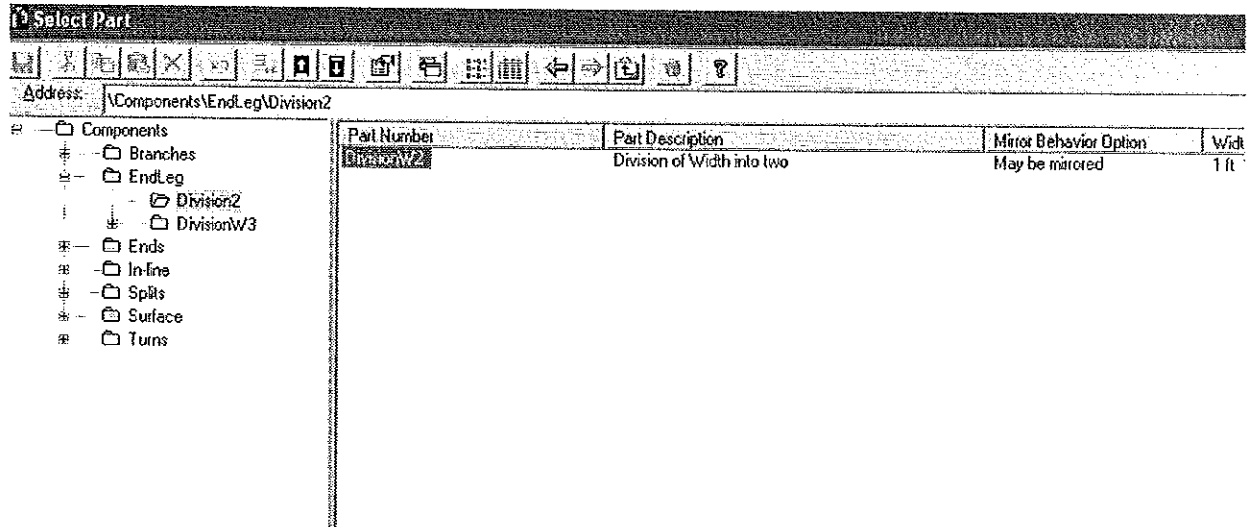 Select Part
Address: \Components\EndLeg\Division2
Components
Branches
EndLeg
Division2
DivisionW3
Ends
In-line
Splits
Surface
Turns
Part Number Part Description Mirror Behavior Option Widt
DivisionW2 Division of Width into two May be mirrored 1 ft